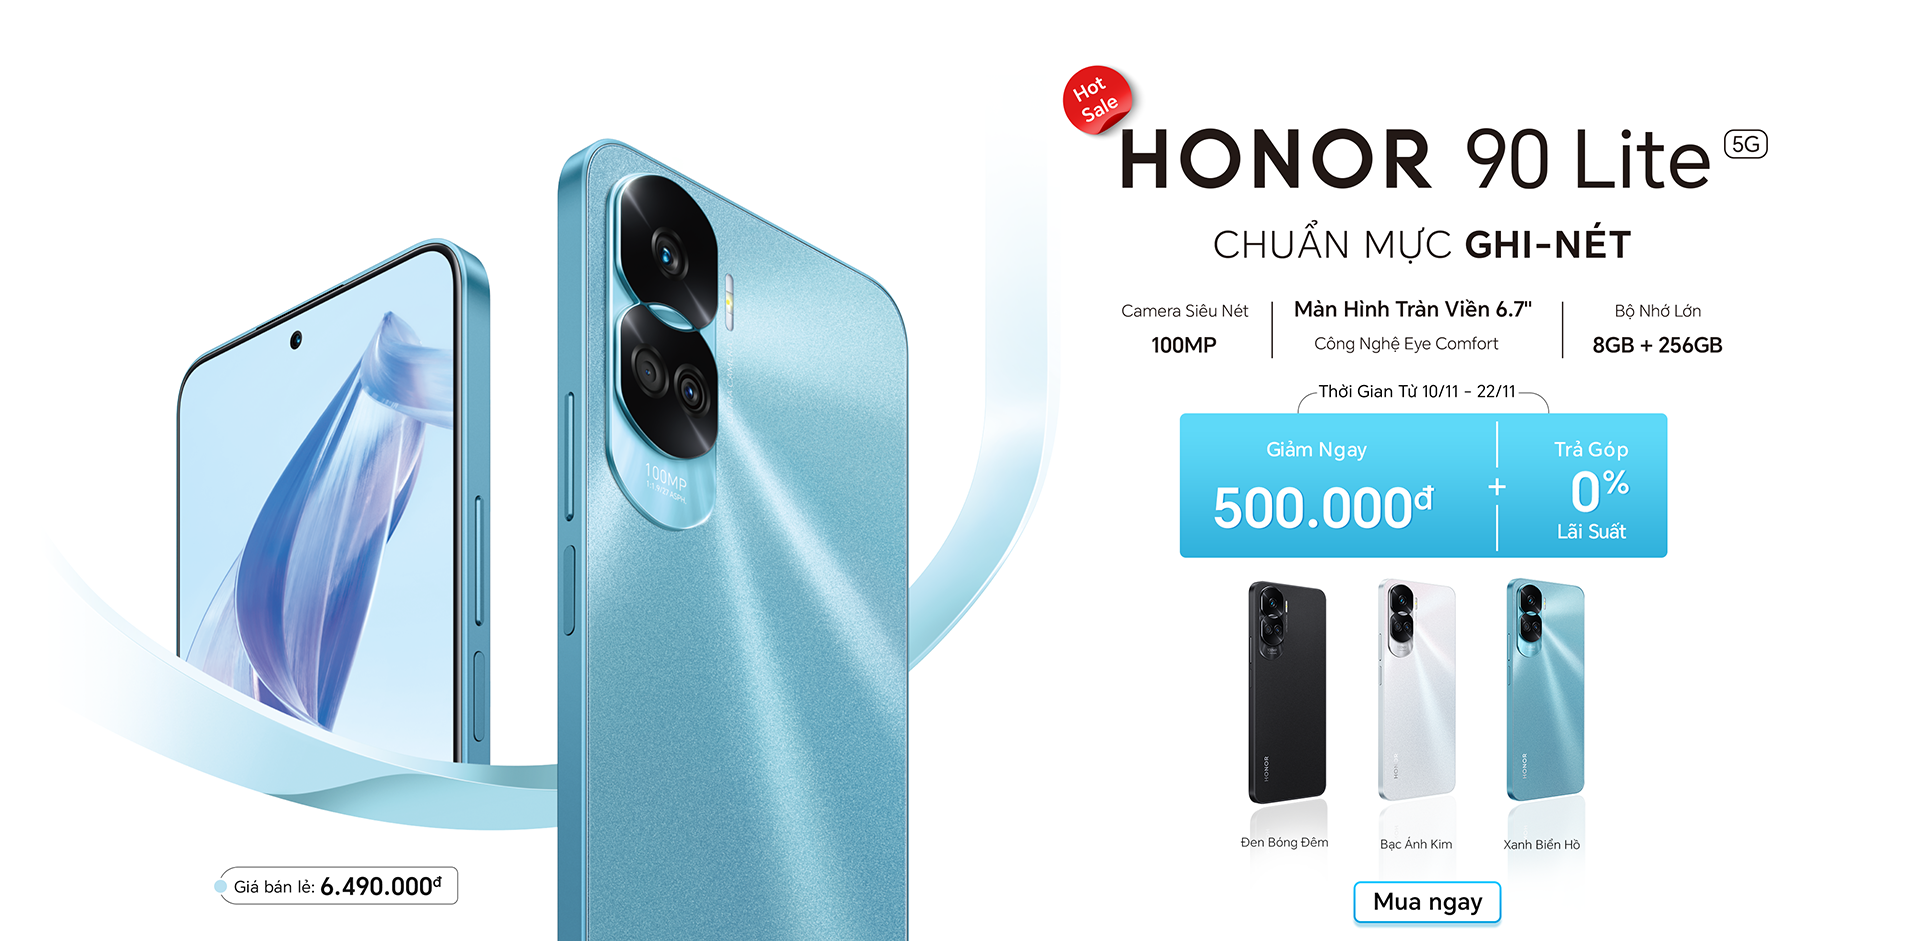 Hot
Sale
HONOR 90 Lite 5G
CHUẨN MỰC GHI-NÉT
Camera Siêu Nét
100MP
Màn Hình Tràn Viền 6.7"
Công Nghệ Eye Comfort
Bộ Nhớ Lớn
8GB + 256GB
Thời Gian Từ 10/11 - 22/11
Giảm Ngay
500.000đ
+
Trả Góp
0%
Lãi Suất
100MP
HONOR
HONOR
HONOR
Đen Bóng Đêm
Bạc Ánh Kim
Xanh Biển Hồ
Giá bán lẻ: 6.490.000đ
Mua ngay